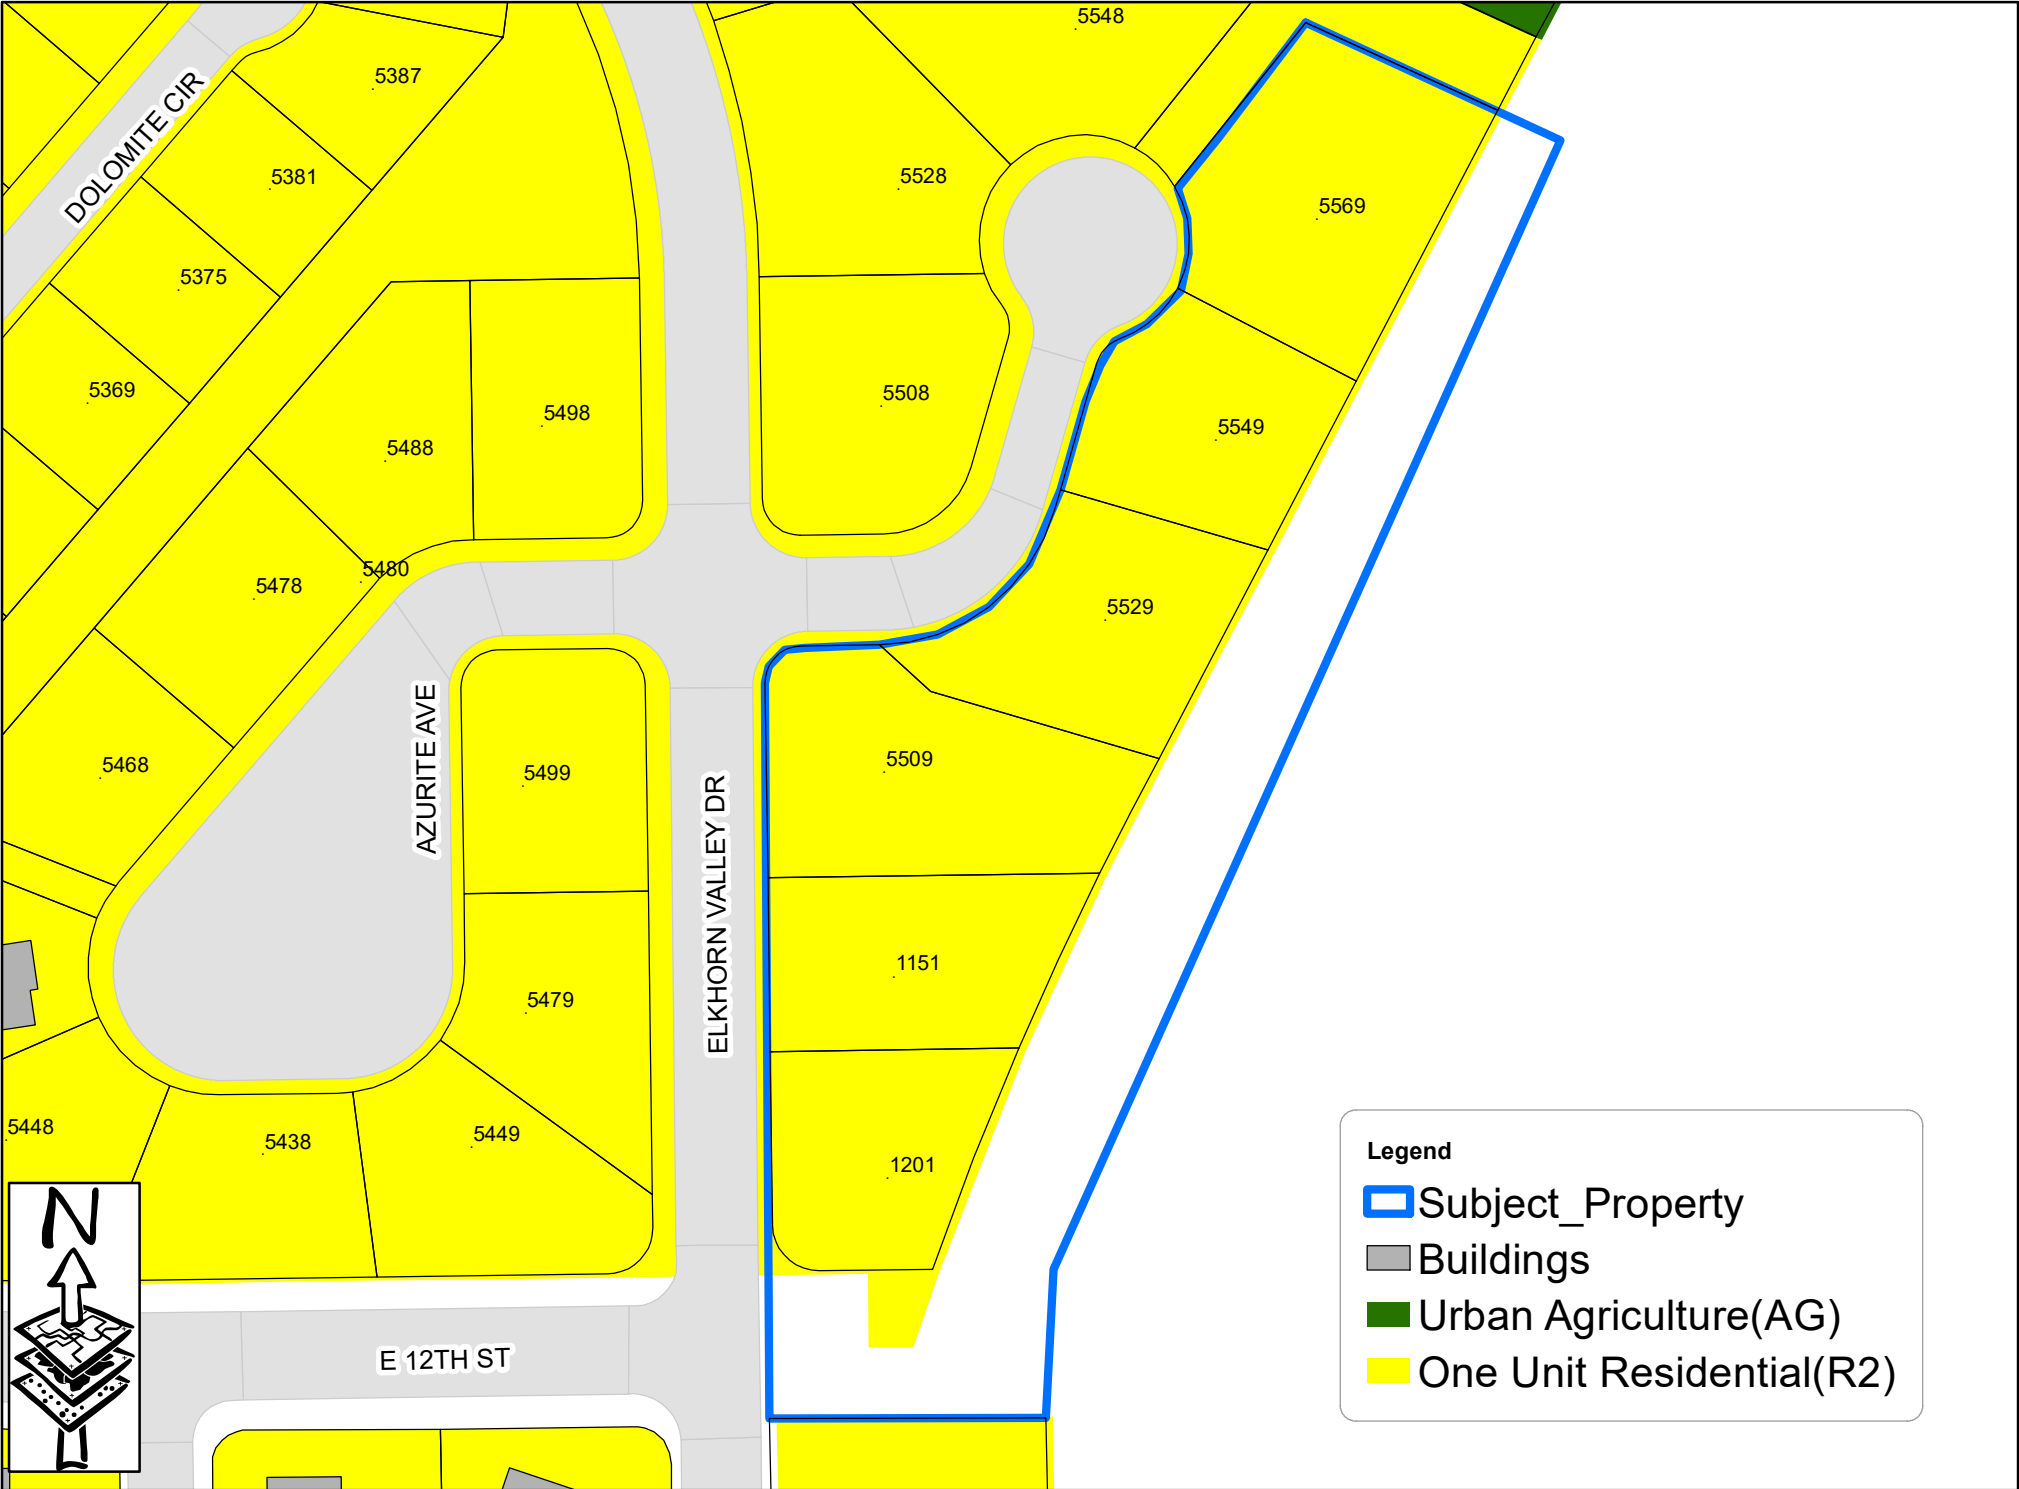 5548
5387
DOLOMITE CIR
5381
5528
5569
5375
5369
5508
5498
5549
5488
5480
5478
5529
AZURITE AVE
5468
5499
5509
ELKHORN VALLEY DR
1151
5479
5448
5438
5449
1201
N
E 12TH ST
Legend
Subject_Property
Buildings
Urban Agriculture(AG)
One Unit Residential(R2)